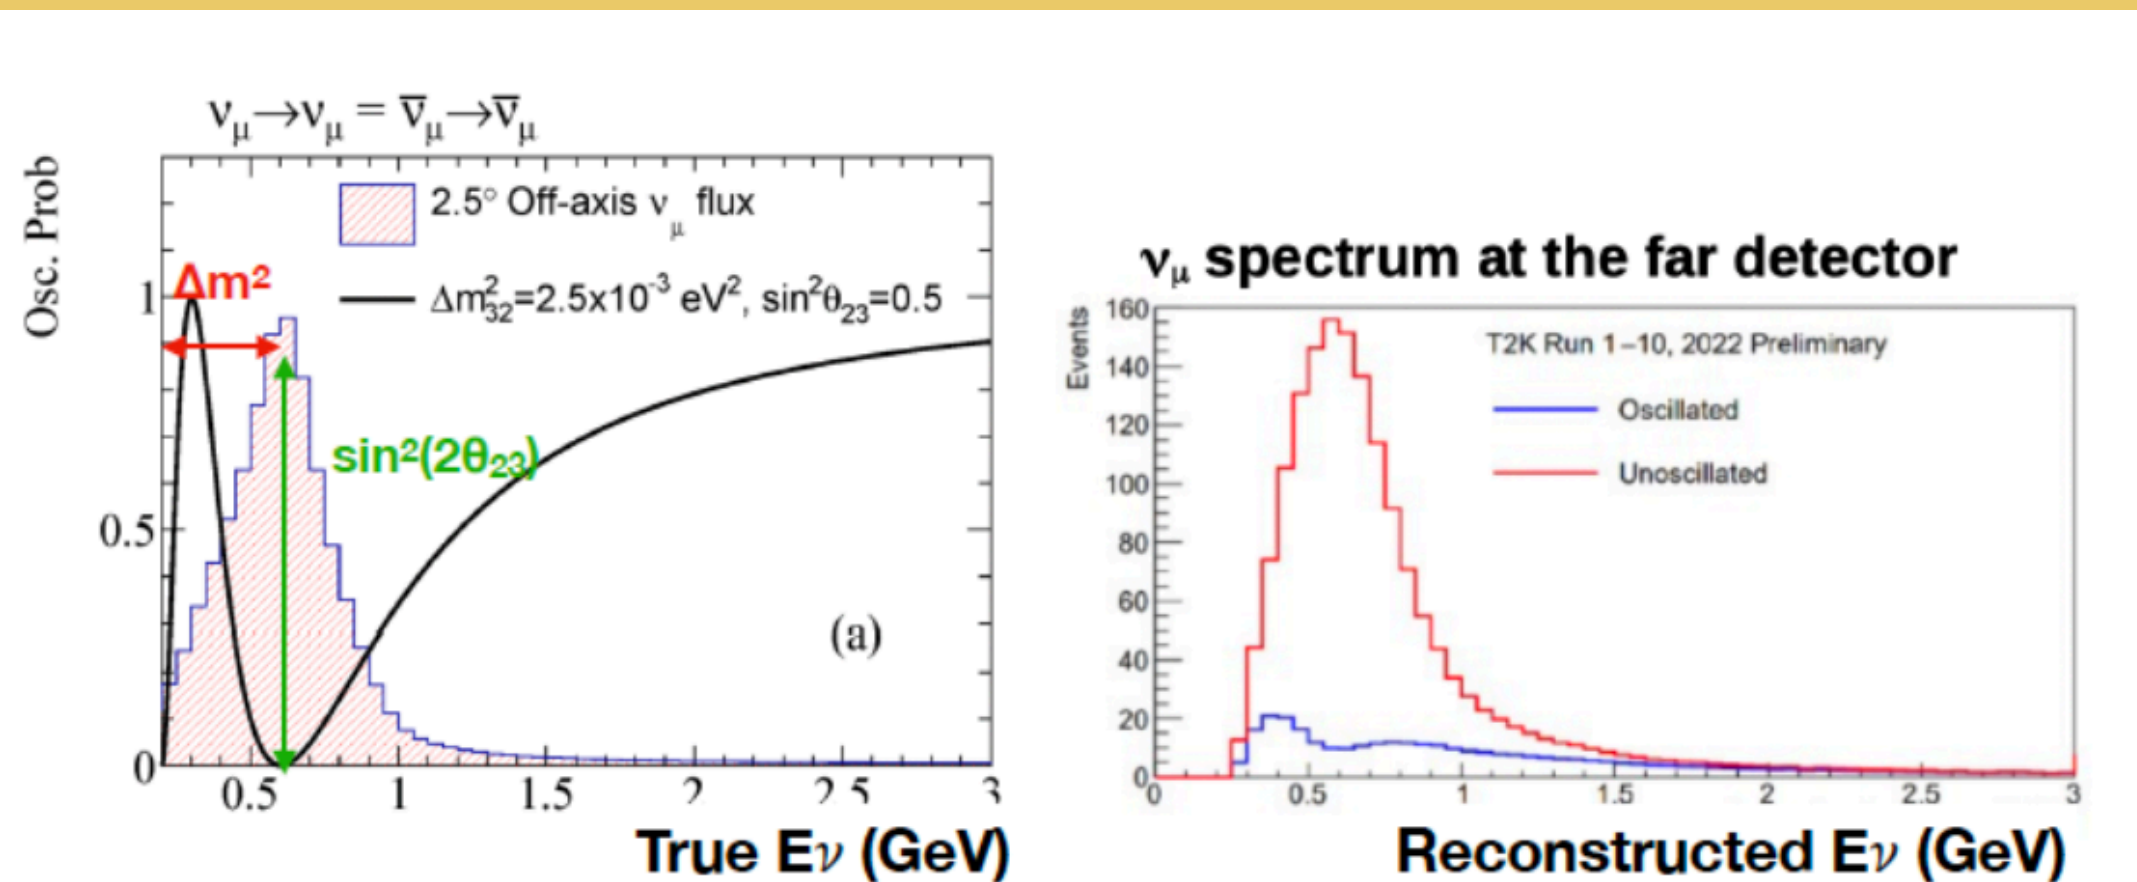 νμ→νμ = ν̅μ→ν̅μ
Osc. Prob
2.5° Off-axis νμ flux
Δm²32=2.5x10⁻³ eV², sin²θ23=0.5
Δm²
sin²(2θ23)
(a)
1
0.5
0
0.5 1 1.5 2 2.5 3
True Eν (GeV)
νμ spectrum at the far detector
Events
T2K Run 1–10, 2022 Preliminary
Oscillated
Unoscillated
160
140
120
100
80
60
40
20
0
0 0.5 1 1.5 2 2.5 3
Reconstructed Eν (GeV)